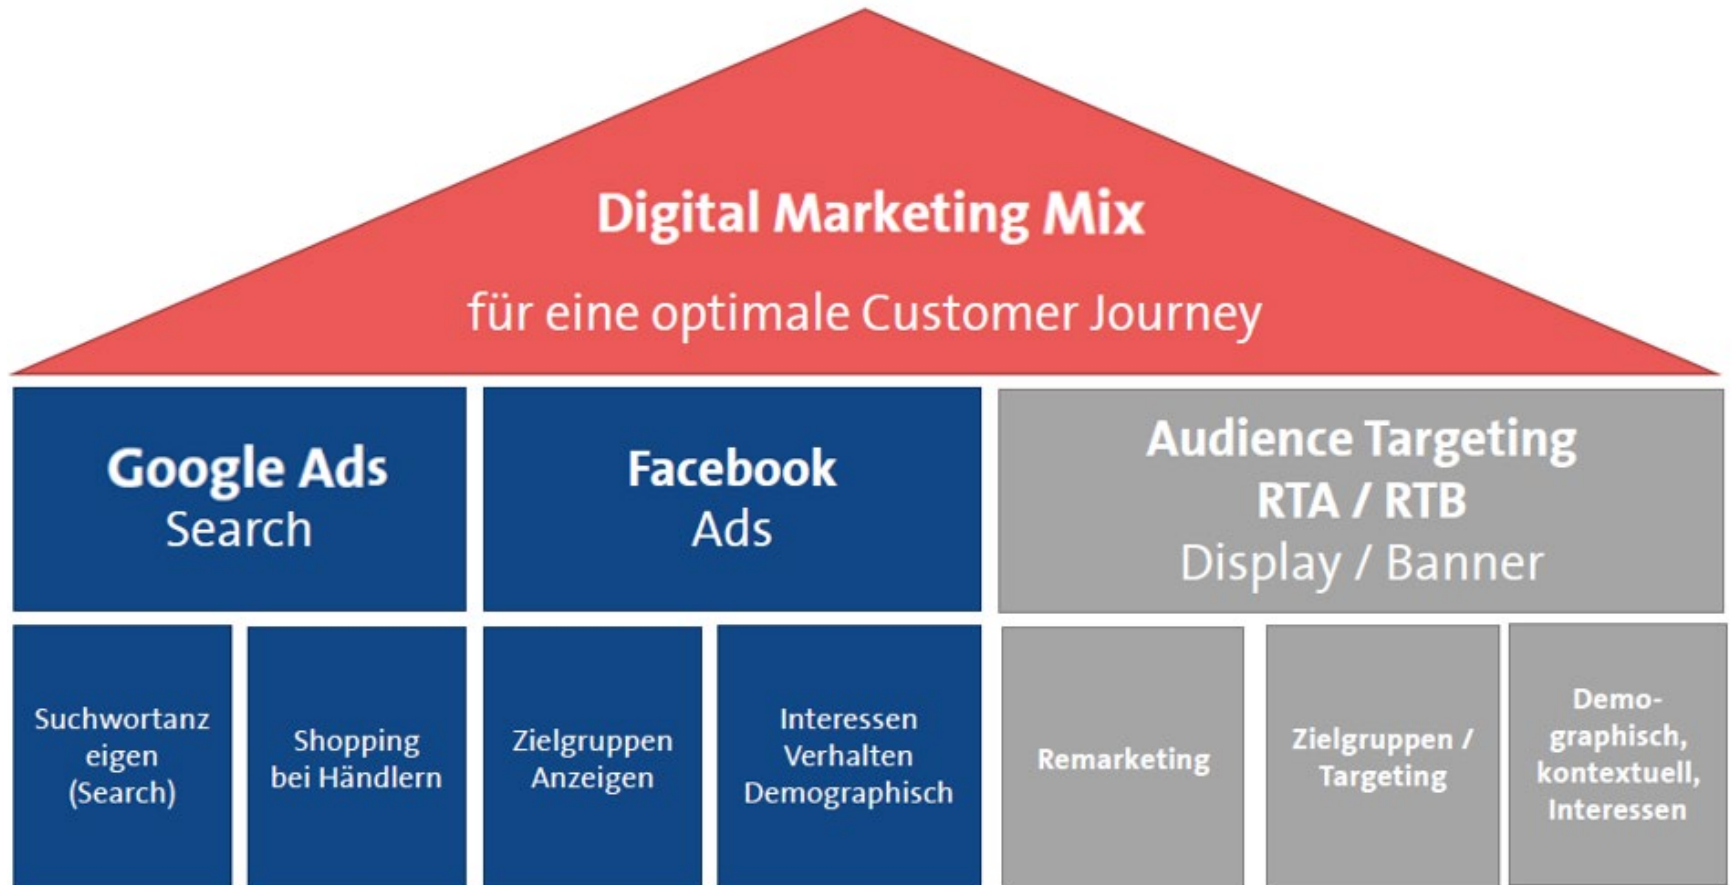 Digital Marketing Mix
für eine optimale Customer Journey
Google Ads
Search
Facebook
Ads
Audience Targeting
RTA / RTB
Display / Banner
Suchwortanz
eigen
(Search)
Shopping
bei Händlern
Zielgruppen
Anzeigen
Interessen
Verhalten
Demographisch
Remarketing
Zielgruppen /
Targeting
Demo-
graphisch,
kontextuell,
Interessen